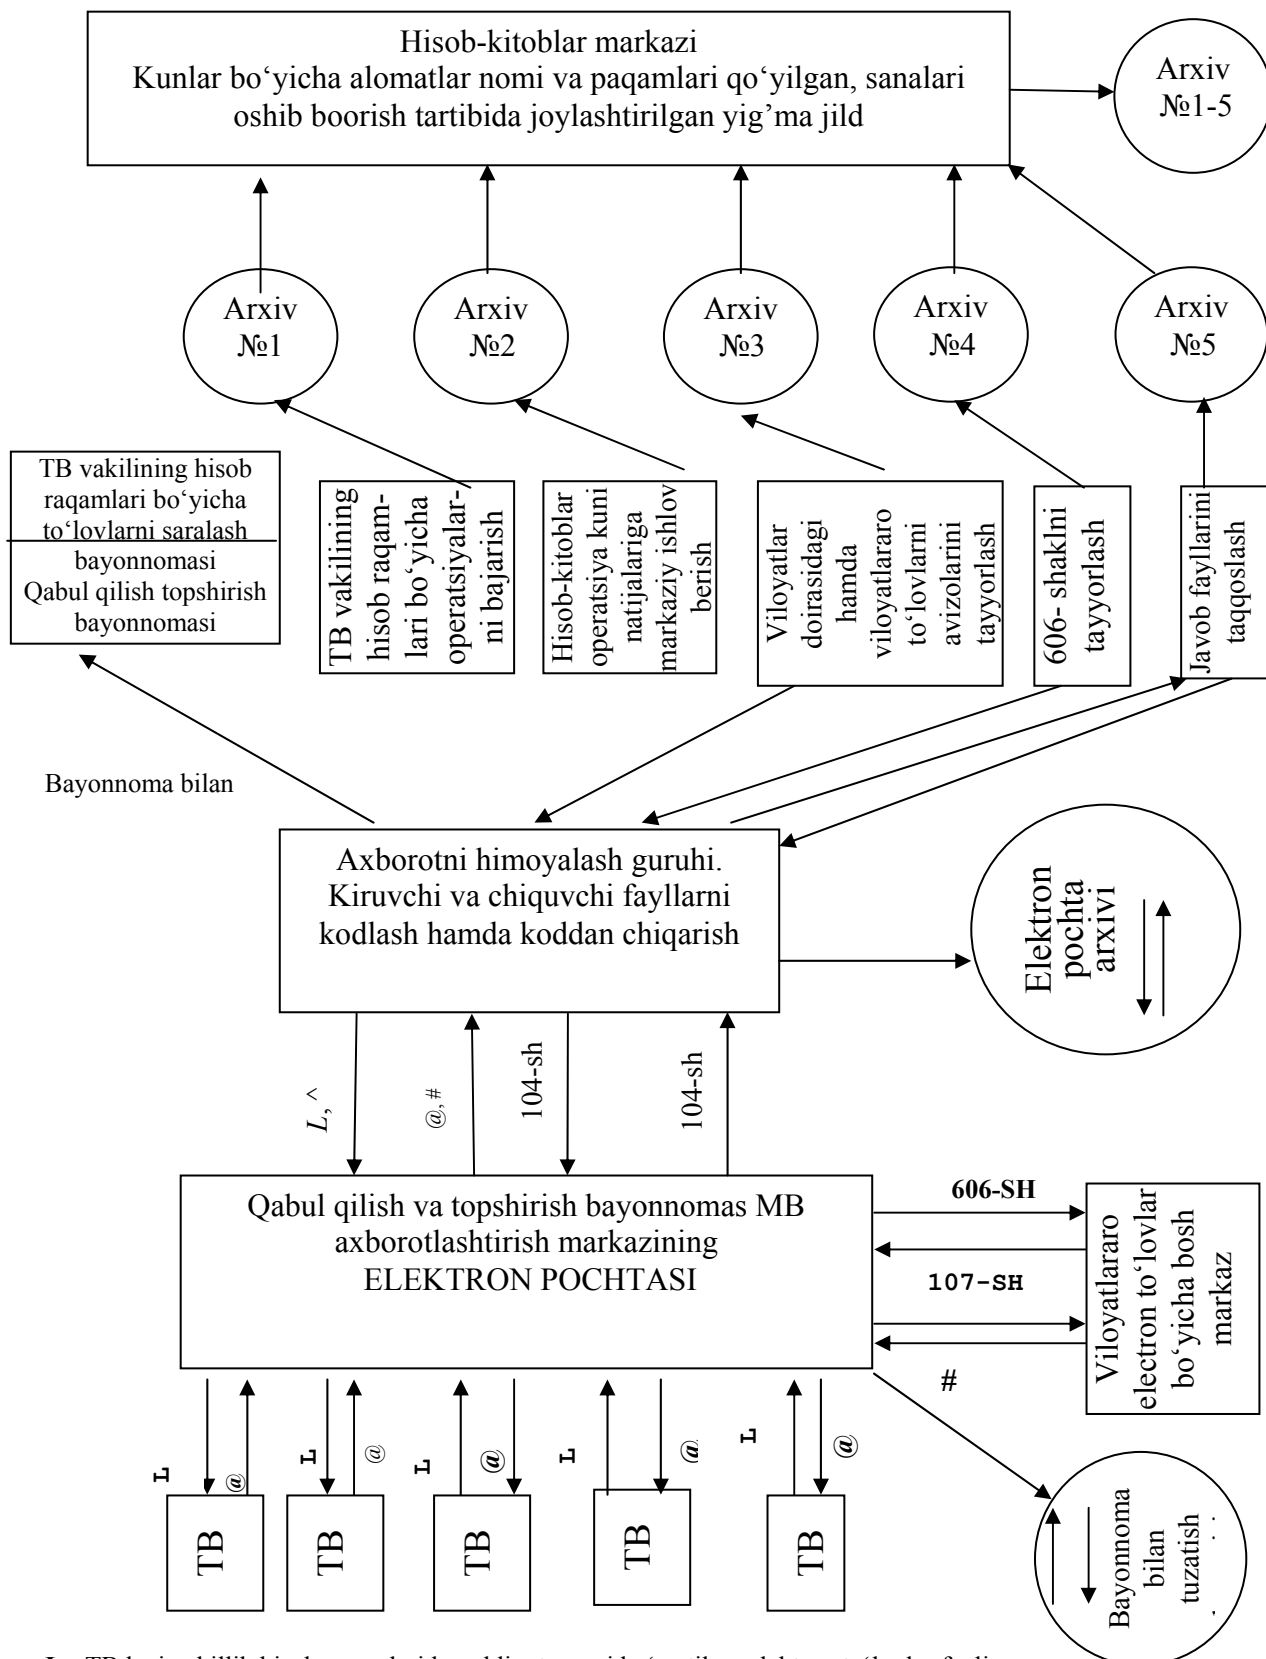 Hisob-kitoblar markazi
Kunlar bo‘yicha alomatlar nomi va paqamlari qo‘yilgan, sanalari
oshib boorish tartibida joylashtirilgan yig’ma jild
Arxiv
№1-5
Arxiv
№1
Arxiv
№2
Arxiv
№3
Arxiv
№4
Arxiv
№5
TB vakilining hisob
raqamlari bo‘yicha
to‘lovlarni saralash
bayonnomasi
Qabul qilish topshirish
bayonnomasi
TB vakilining
hisob raqam-
lari bo‘yicha
operatsiyalar-
ni bajarish
Hisob-kitoblar
operatsiya kuni
natijalariga
markaziy ishlov
berish
Viloyatlar
doirasidagi
hamda
viloyatlararo
to‘lovlarni
avizolarini
tayyorlash
606- shaklni
tayyorlash
Javob fayllarini
taqqoslash
Bayonnoma bilan
Axborotni himoyalash guruhi.
Kiruvchi va chiquvchi fayllarni
kodlash hamda koddan chiqarish
Elektron
pochta
arxivi
L, ^
@, #
104-sh
104-sh
Qabul qilish va topshirish bayonnomas MB
axborotlashtirish markazining
ELEKTRON POCHTASI
606-SH
107-SH
Viloyatlararo
electron to‘lovlar
bo‘yicha bosh
markaz
#
L
@
L
@
L
@
L
@
L
@
TB
TB
TB
TB
TB
Bayonnoma
bilan
tuzatish